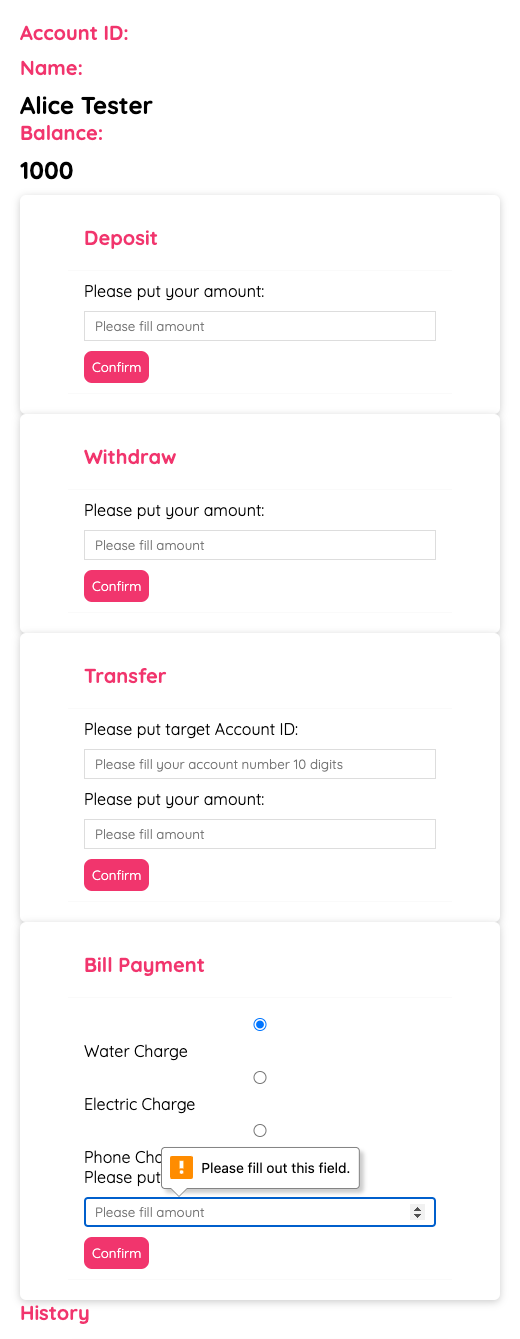 Account ID:
Name:
Alice Tester
Balance:
1000
Deposit
Please put your amount:
Please fill amount
Confirm
Withdraw
Please put your amount:
Please fill amount
Confirm
Transfer
Please put target Account ID:
Please fill your account number 10 digits
Please put your amount:
Please fill amount
Confirm
Bill Payment
Water Charge
Electric Charge
Phone
Please fill out this field.
Please put
Please fill amount
Confirm
History